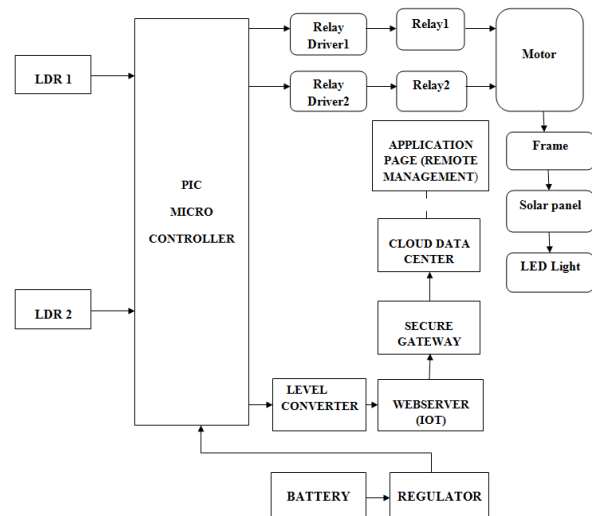 Relay
Driver1
Relay1
Motor
LDR 1
Relay
Driver2
Relay2
APPLICATION
PAGE (REMOTE
MANAGEMENT)
Frame
PIC
MICRO
CONTROLLER
Solar panel
CLOUD DATA
CENTER
LED Light
LDR 2
SECURE
GATEWAY
LEVEL
CONVERTER
WEBSERVER
(IOT)
BATTERY
REGULATOR